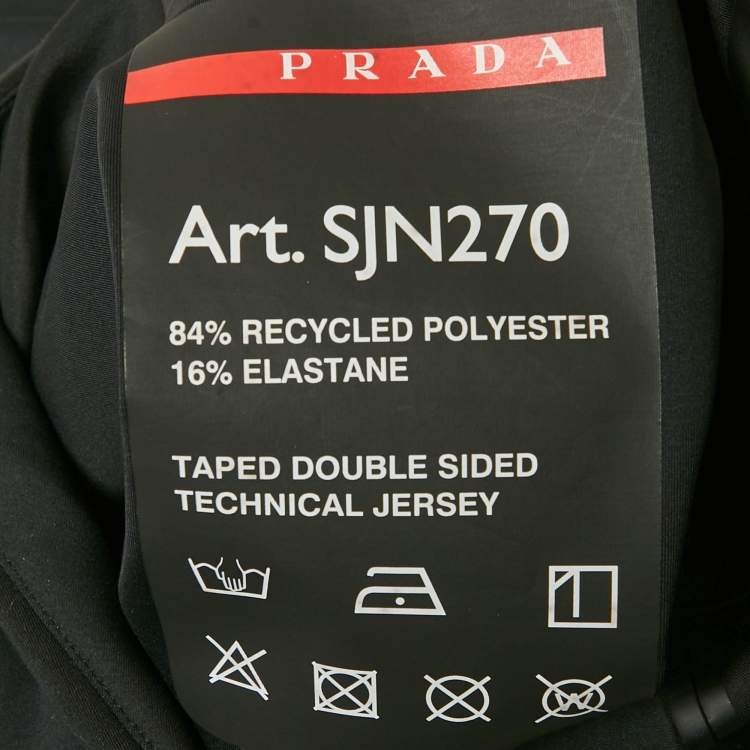 PRADA
Art. SJN270
84% RECYCLED POLYESTER
16% ELASTANE
TAPED DOUBLE SIDED
TECHNICAL JERSEY
W